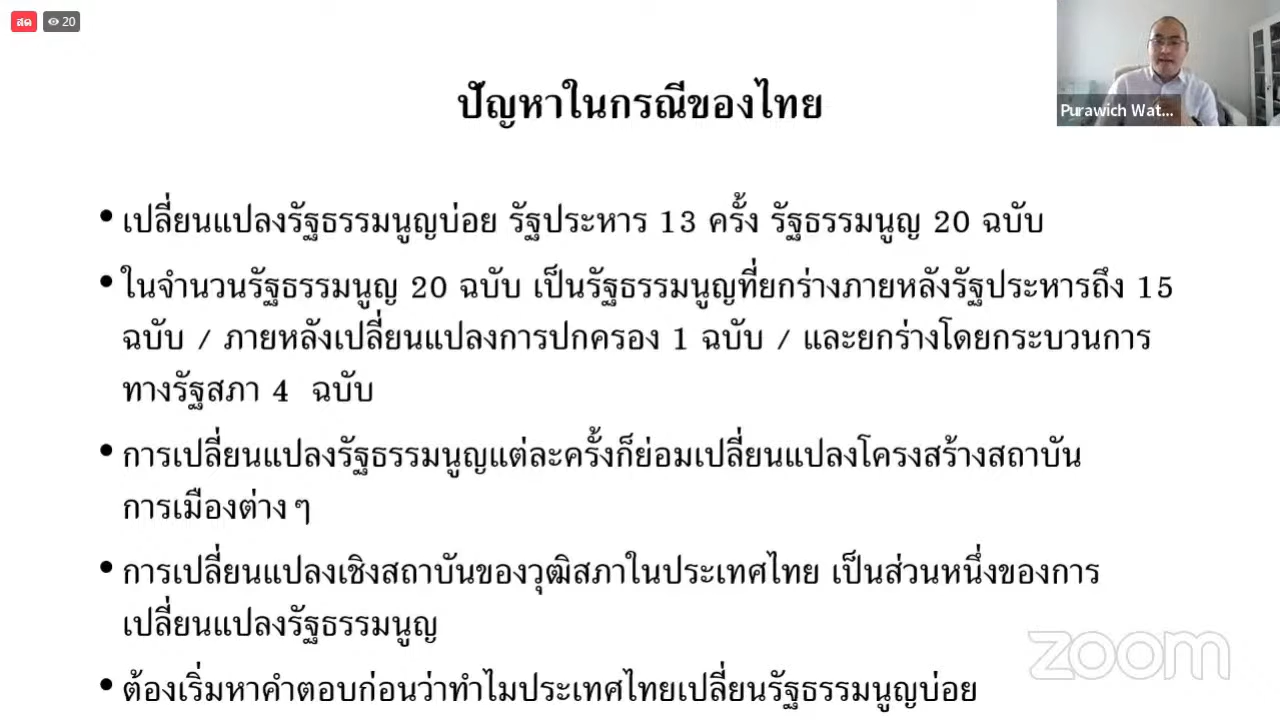 สด 20
ปัญหาในกรณีของไทย
Purawich Wat...
• เปลี่ยนแปลงรัฐธรรมนูญบ่อย รัฐประหาร 13 ครั้ง รัฐธรรมนูญ 20 ฉบับ
• ในจำนวนรัฐธรรมนูญ 20 ฉบับ เป็นรัฐธรรมนูญที่ยกร่างภายหลังรัฐประหารถึง 15
ฉบับ / ภายหลังเปลี่ยนแปลงการปกครอง 1 ฉบับ / และยกร่างโดยกระบวนการ
ทางรัฐสภา 4 ฉบับ
• การเปลี่ยนแปลงรัฐธรรมนูญแต่ละครั้งก็ย่อมเปลี่ยนแปลงโครงสร้างสถาบัน
การเมืองต่าง ๆ
• การเปลี่ยนแปลงเชิงสถาบันของวุฒิสภาในประเทศไทย เป็นส่วนหนึ่งของการ
เปลี่ยนแปลงรัฐธรรมนูญ
• ต้องเริ่มหาคำตอบก่อนว่าทำไมประเทศไทยเปลี่ยนรัฐธรรมนูญบ่อย
zoom